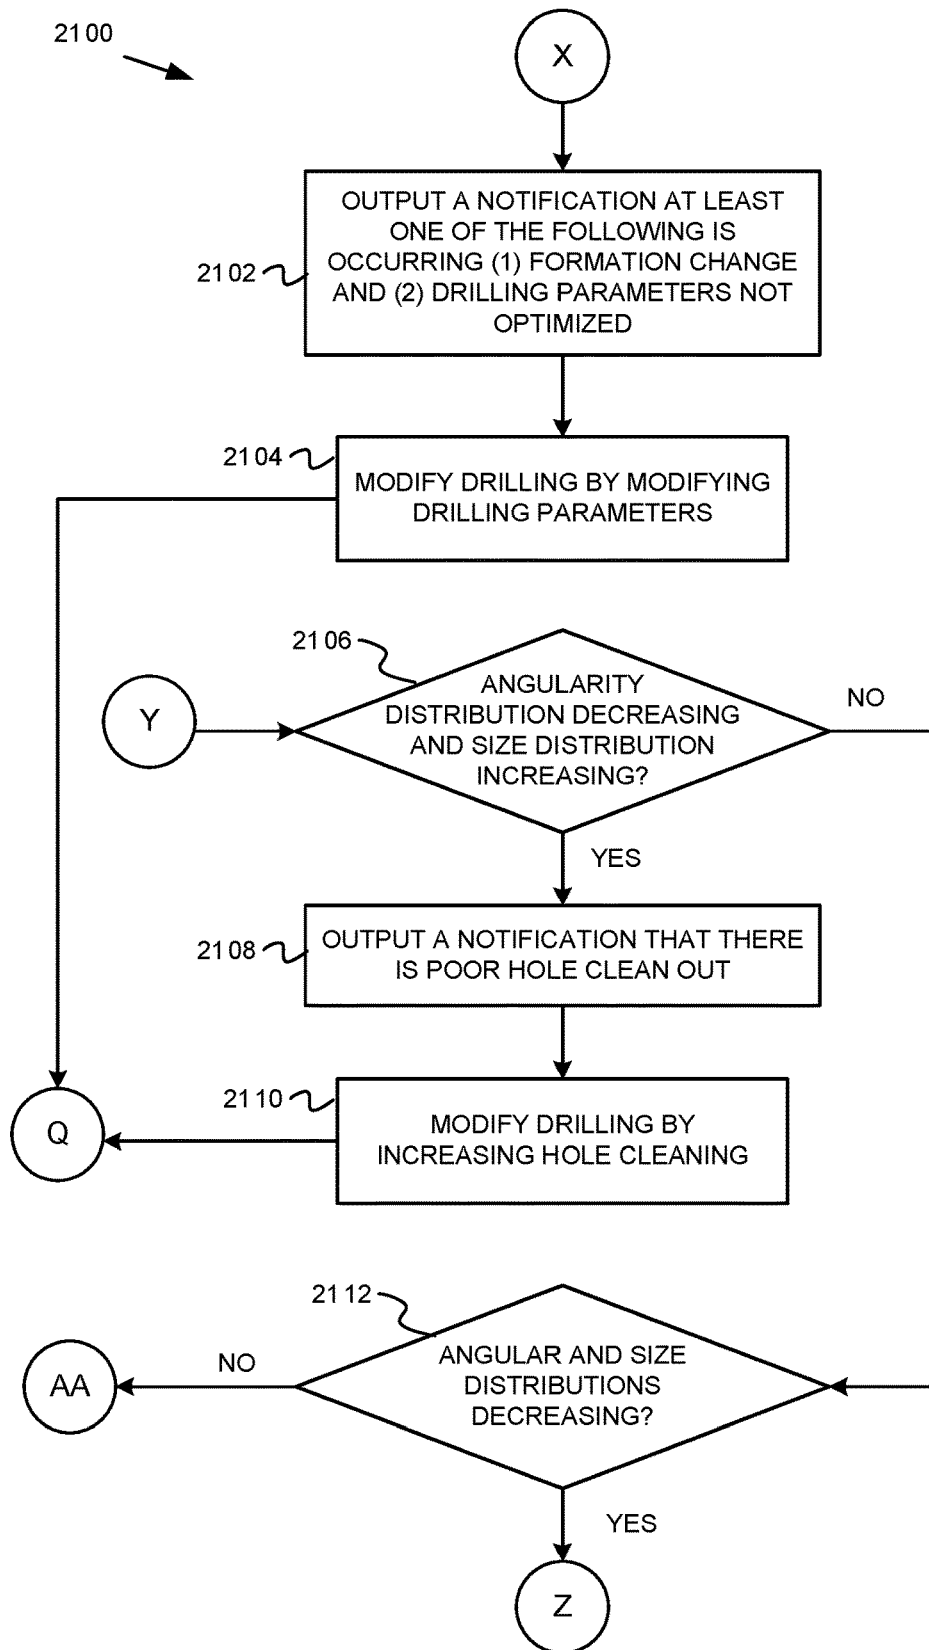 2100
X
OUTPUT A NOTIFICATION AT LEAST
ONE OF THE FOLLOWING IS
OCCURRING (1) FORMATION CHANGE
AND (2) DRILLING PARAMETERS NOT
OPTIMIZED
2102
2104
MODIFY DRILLING BY MODIFYING
DRILLING PARAMETERS
2106
Y
ANGULARITY
DISTRIBUTION DECREASING
AND SIZE DISTRIBUTION
INCREASING?
NO
YES
2108
OUTPUT A NOTIFICATION THAT THERE
IS POOR HOLE CLEAN OUT
2110
Q
MODIFY DRILLING BY
INCREASING HOLE CLEANING
2112
AA
NO
ANGULAR AND SIZE
DISTRIBUTIONS
DECREASING?
YES
Z